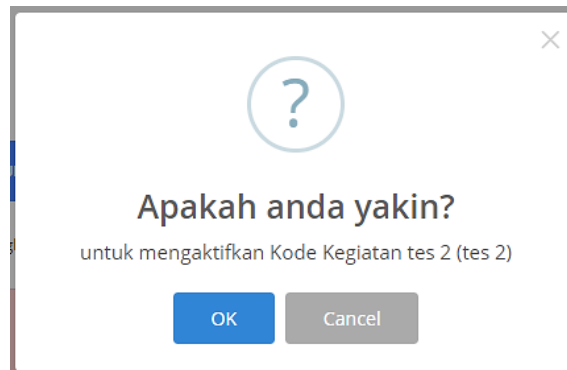 ?
Apakah anda yakin?
untuk mengaktifkan Kode Kegiatan tes 2 (tes 2)
OK
Cancel